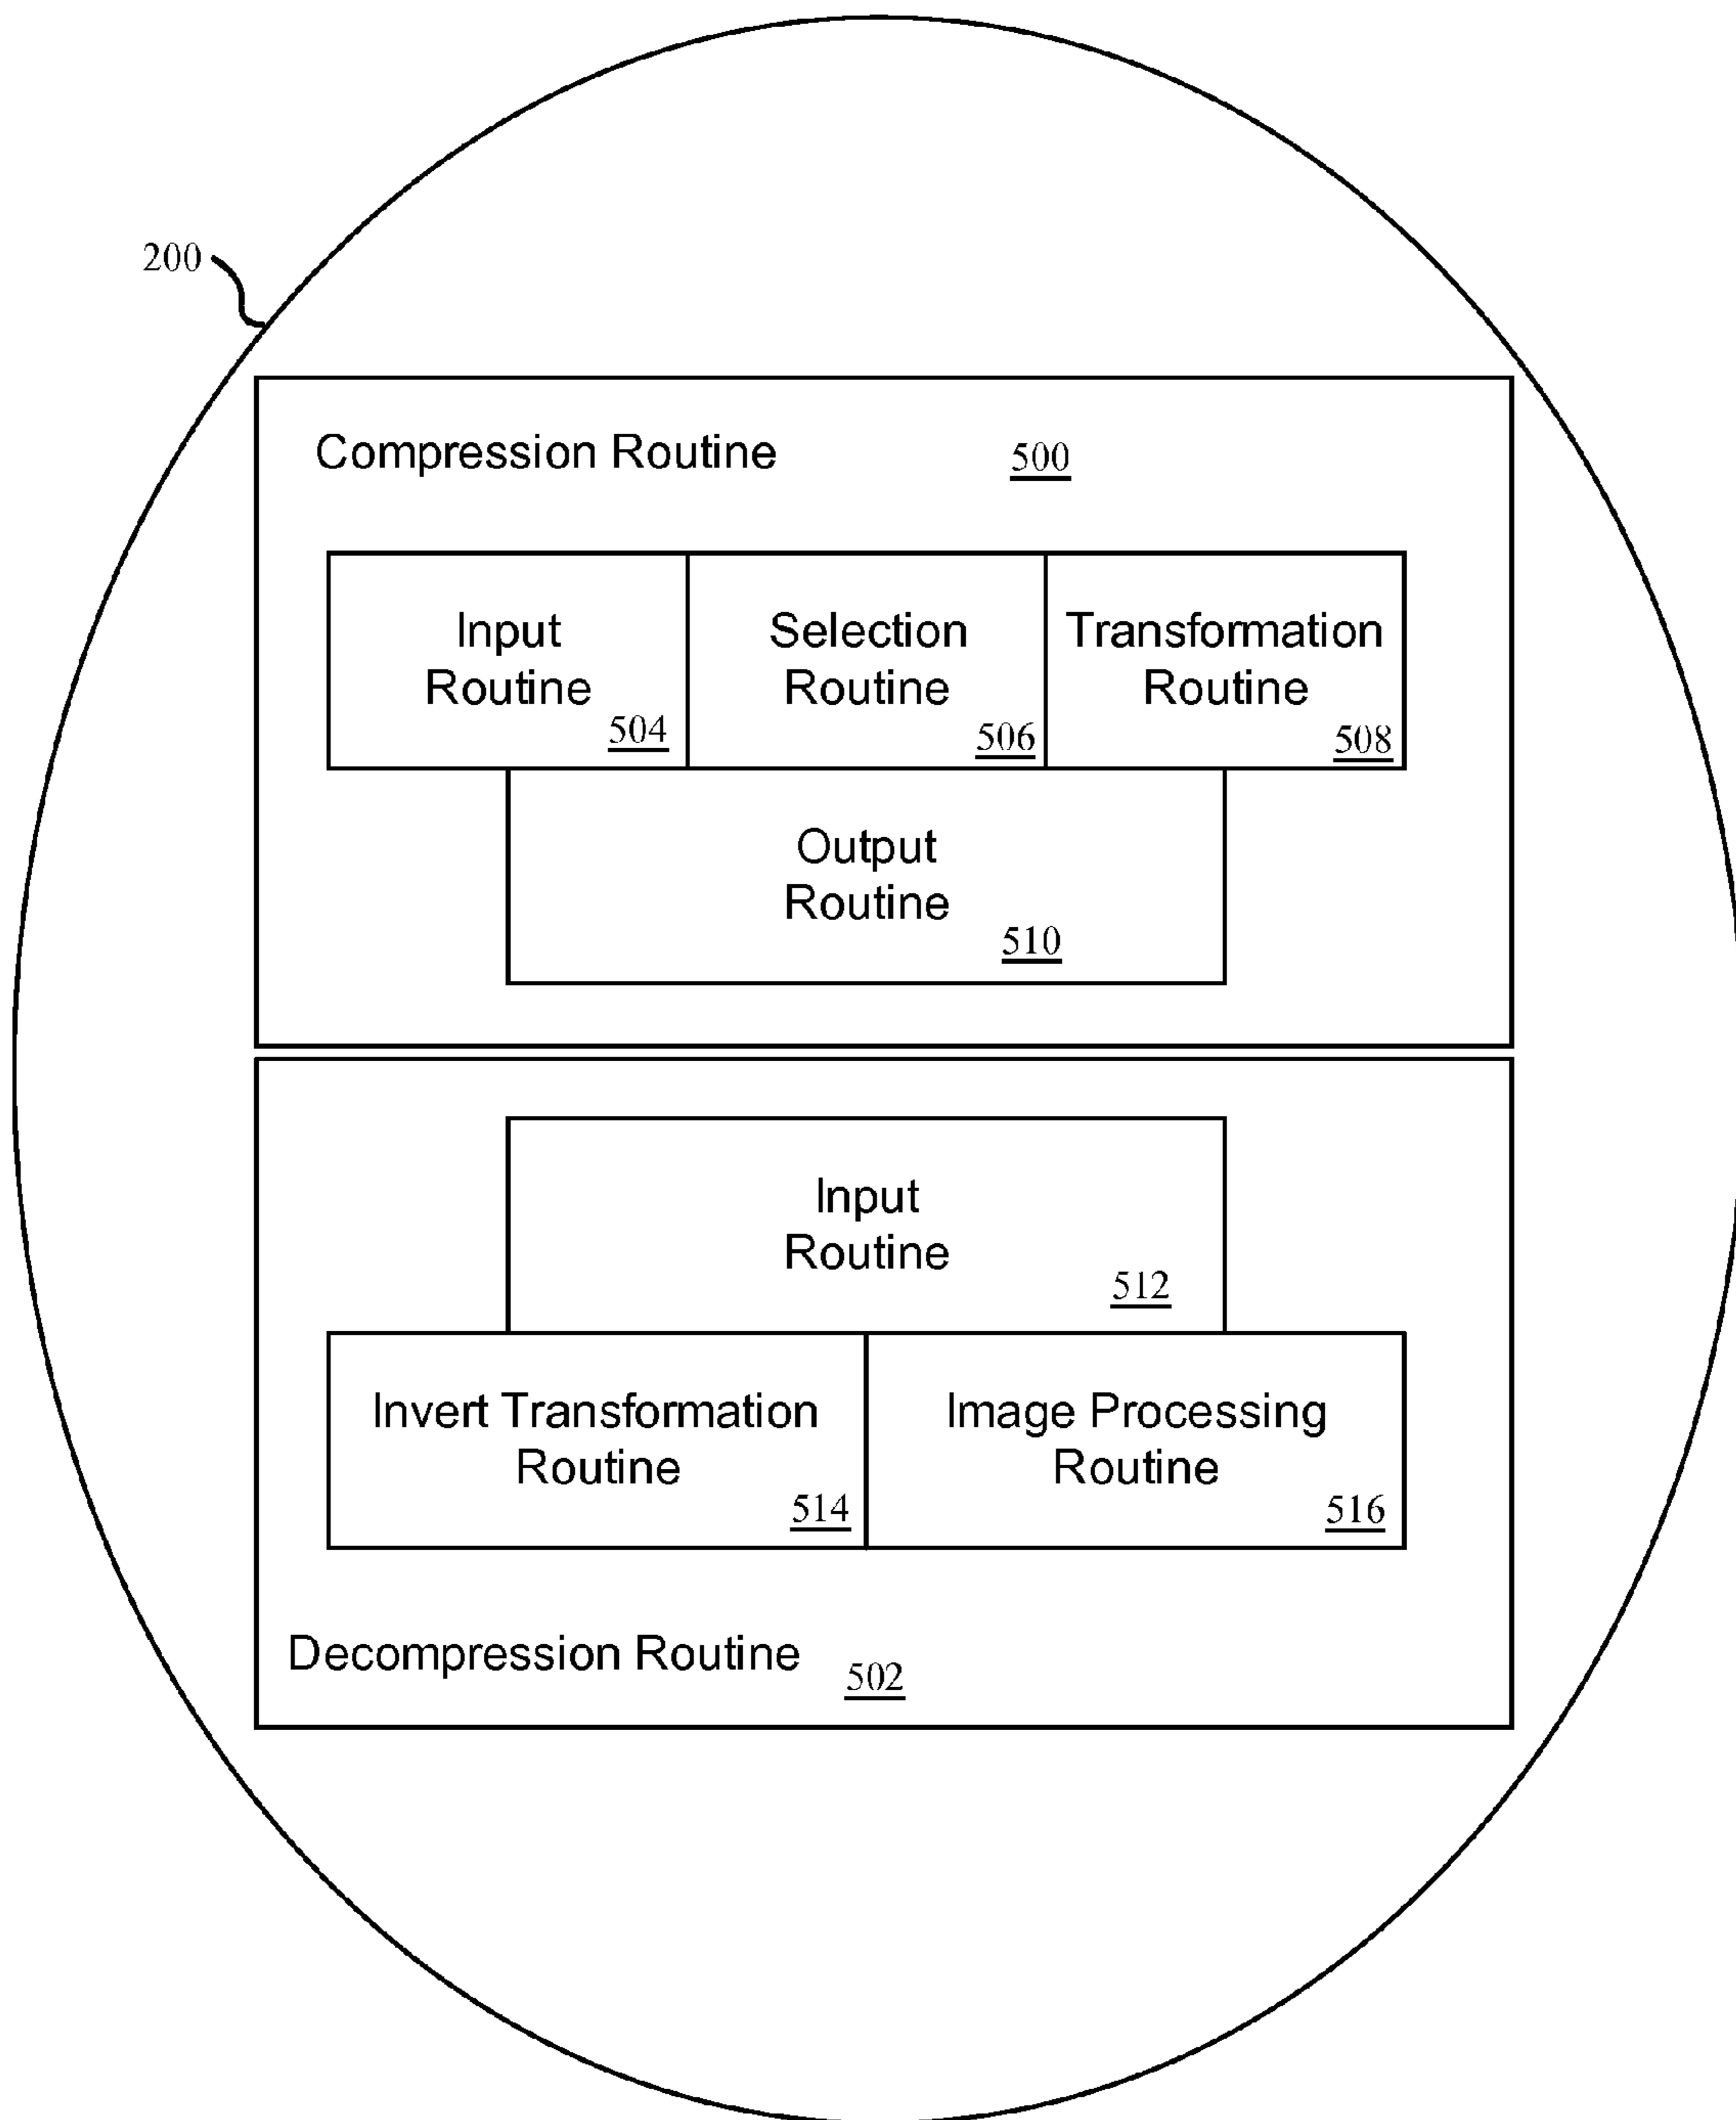 200
Compression Routine 500
Input
Routine
504
Selection
Routine
506
Transformation
Routine
508
Output
Routine
510
Input
Routine
512
Invert Transformation
Routine
514
Image Processing
Routine
516
Decompression Routine 502